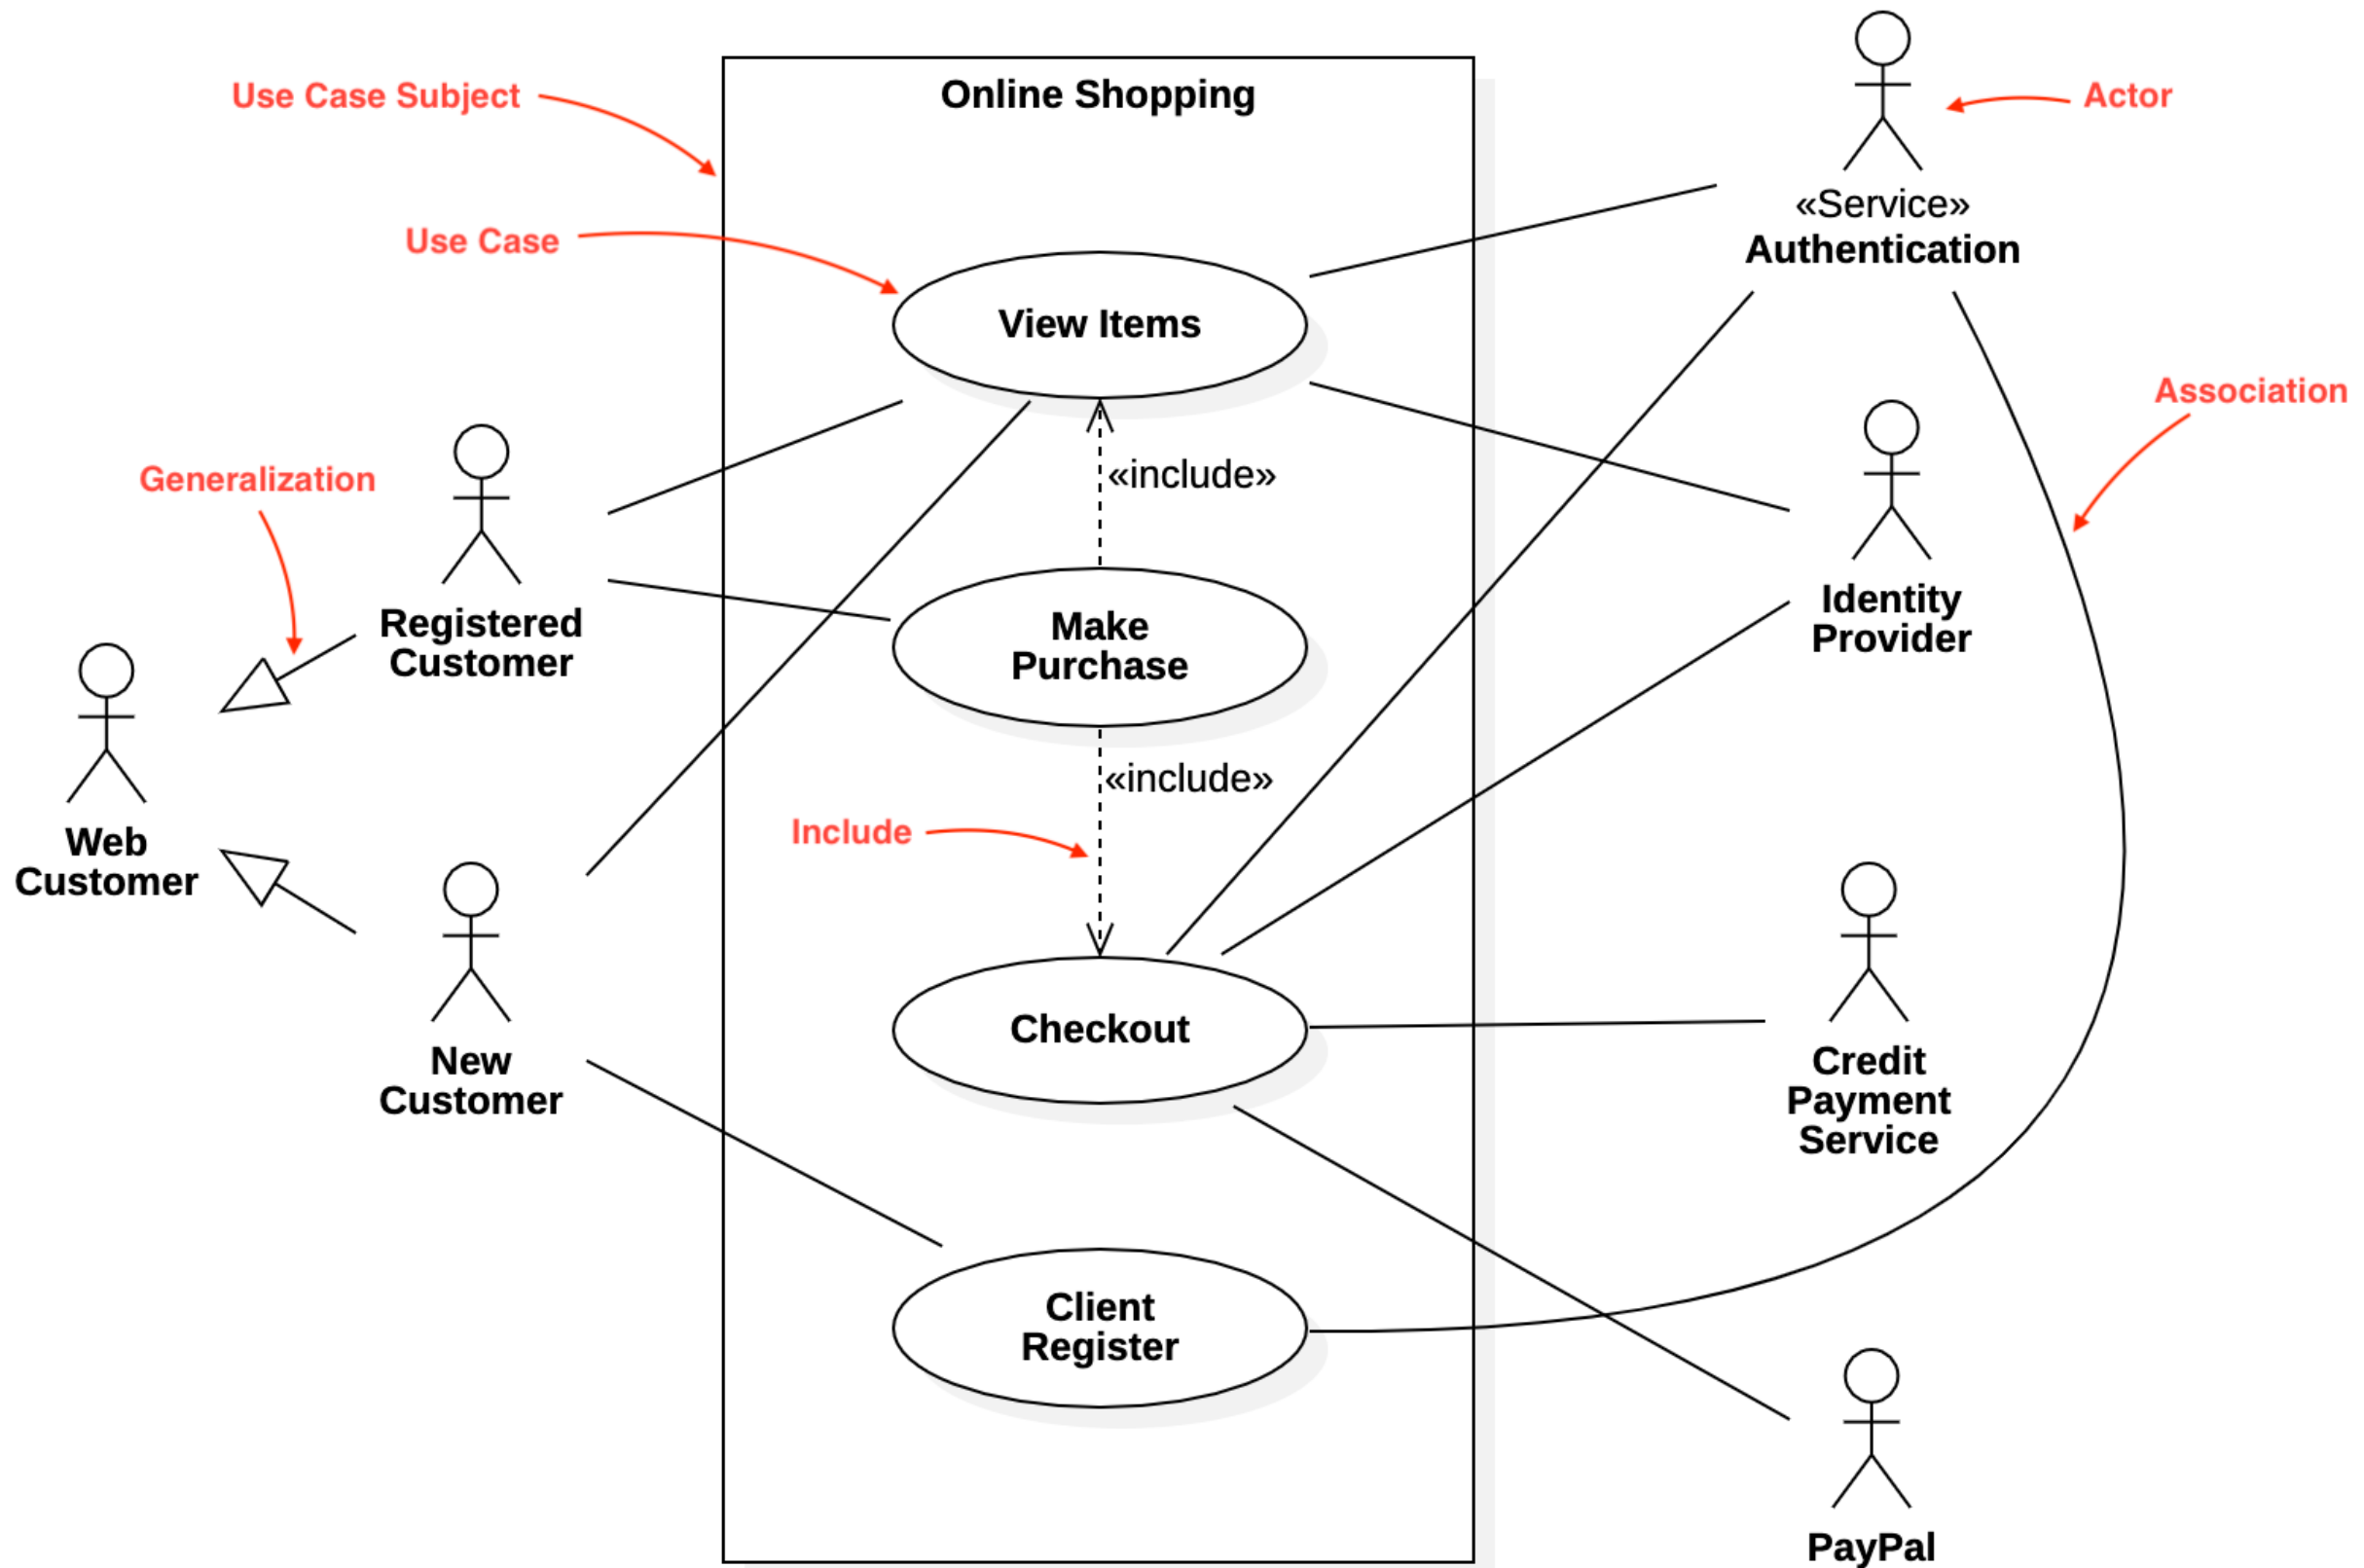 Online Shopping
Use Case Subject
Actor
«Service»
Authentication
Use Case
View Items
Association
Generalization
«include»
Registered
Customer
Make
Purchase
Identity
Provider
«include»
Include
Web
Customer
Checkout
New
Customer
Credit
Payment
Service
Client
Register
PayPal